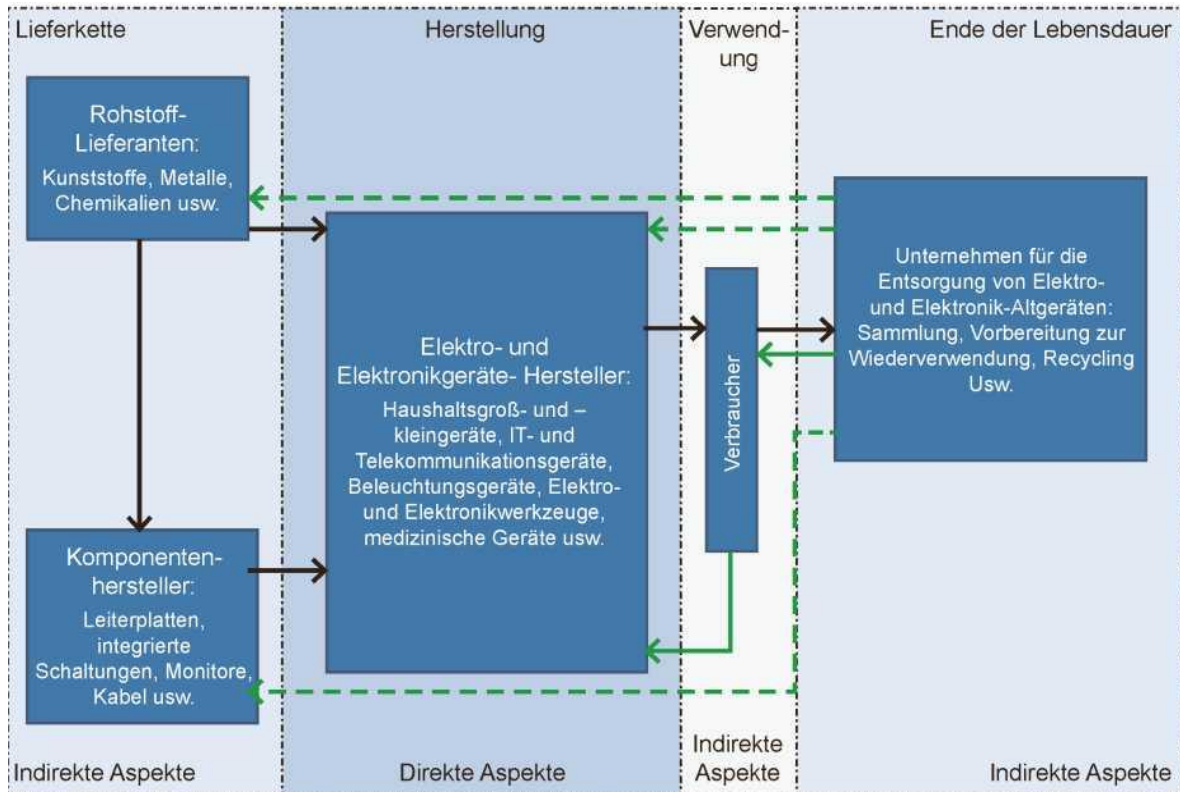 Lieferkette
Herstellung
Verwend-
ung
Ende der Lebensdauer
Rohstoff-
Lieferanten:
Kunststoffe, Metalle,
Chemikalien usw.
Elektro- und
Elektronikgeräte- Hersteller:
Haushaltsgroß- und –
kleingeräte, IT- und
Telekommunikationsgeräte,
Beleuchtungsgeräte, Elektro-
und Elektronikwerkzeuge,
medizinische Geräte usw.
Verbraucher
Unternehmen für die
Entsorgung von Elektro-
und Elektronik-Altgeräten:
Sammlung, Vorbereitung zur
Wiederverwendung, Recycling
Usw.
Komponenten-
hersteller:
Leiterplatten,
integrierte
Schaltungen, Monitore,
Kabel usw.
Indirekte Aspekte
Direkte Aspekte
Indirekte
Aspekte
Indirekte Aspekte